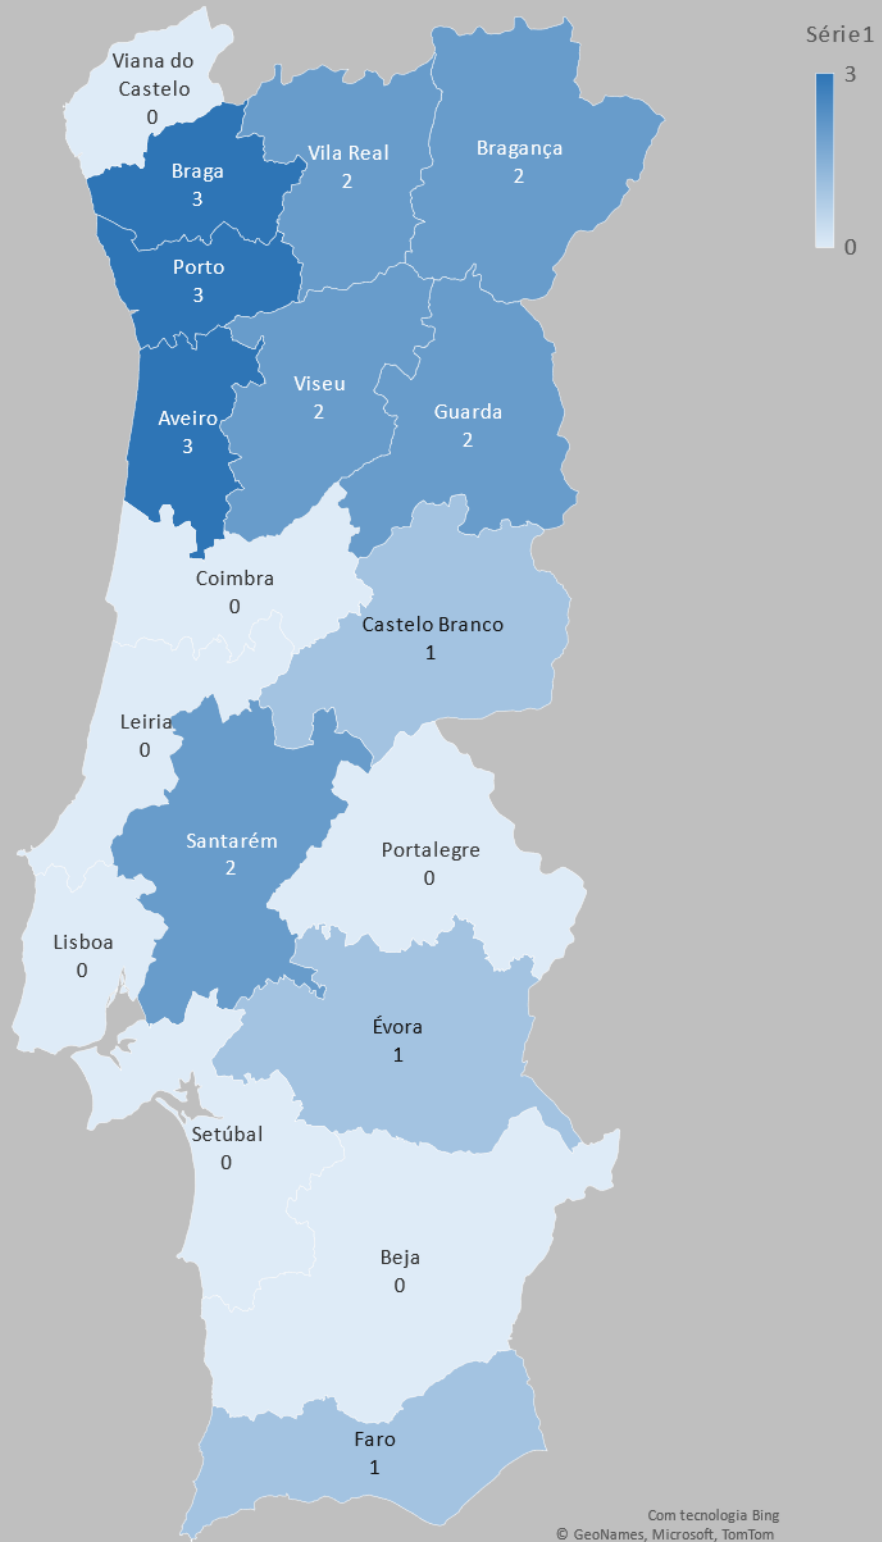 Série1
3
0
Viana do
Castelo
0
Braga
3
Vila Real
2
Bragança
2
Porto
3
Aveiro
3
Viseu
2
Guarda
2
Coimbra
0
Castelo Branco
1
Leiria
0
Santarém
2
Portalegre
0
Lisboa
0
Évora
1
Setúbal
0
Beja
0
Faro
1
Com tecnologia Bing
© GeoNames, Microsoft, TomTom